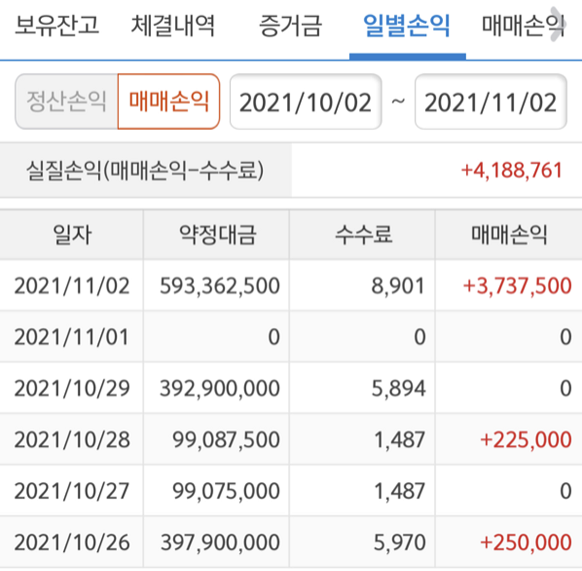 보유잔고 체결내역 증거금 일별손익 매매손익
정산손익 매매손익 2021/10/02 ~ 2021/11/02
실질손익(매매손익-수수료) +4,188,761
일자 약정대금 수수료 매매손익
2021/11/02 593,362,500 8,901 +3,737,500
2021/11/01 0 0 0
2021/10/29 392,900,000 5,894 0
2021/10/28 99,087,500 1,487 +225,000
2021/10/27 99,075,000 1,487 0
2021/10/26 397,900,000 5,970 +250,000